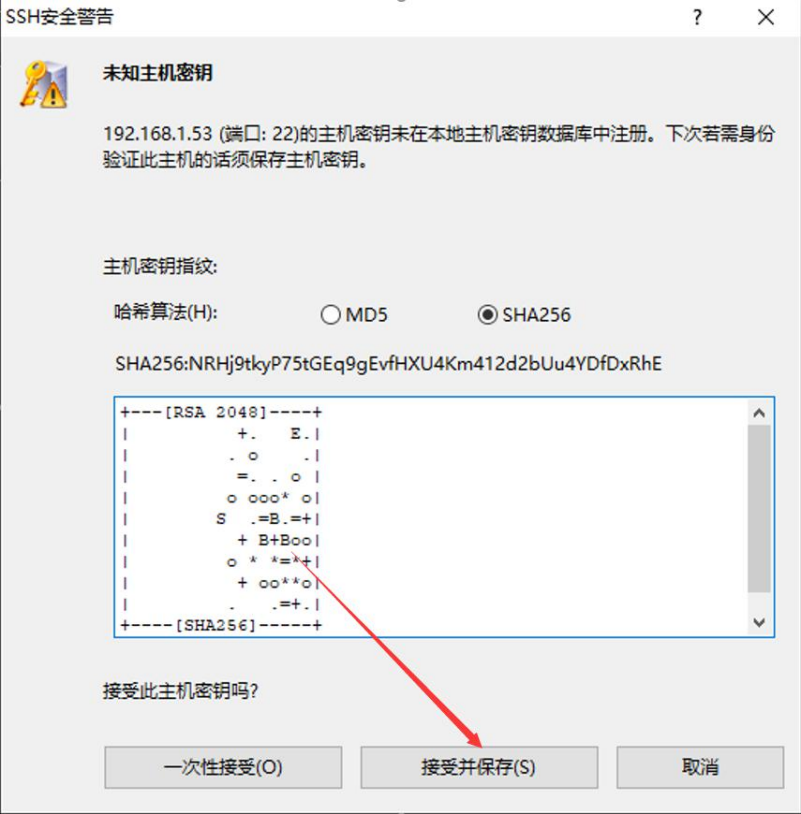 SSH安全警告
未知主机密钥
192.168.1.53 (端口: 22)的主机密钥未在本地主机密钥数据库中注册。下次若需身份
验证此主机的话须保存主机密钥。
主机密钥指纹:
哈希算法(H): MD5 SHA256
SHA256:NRHj9tkyP75tGEq9gEvfHXU4Km412d2bUu4YDfDxRhE
+---[RSA 2048]----+
|          +.   E.|
|         . o    .|
|          =. . o |
|         o ooo* o|
|        S  .=B.=+|
|          + B+Boo|
|         o * *=*+|
|          + oo**o|
|         .   .=+.|
+----[SHA256]-----+
接受此主机密钥吗?
一次性接受(O) 接受并保存(S) 取消